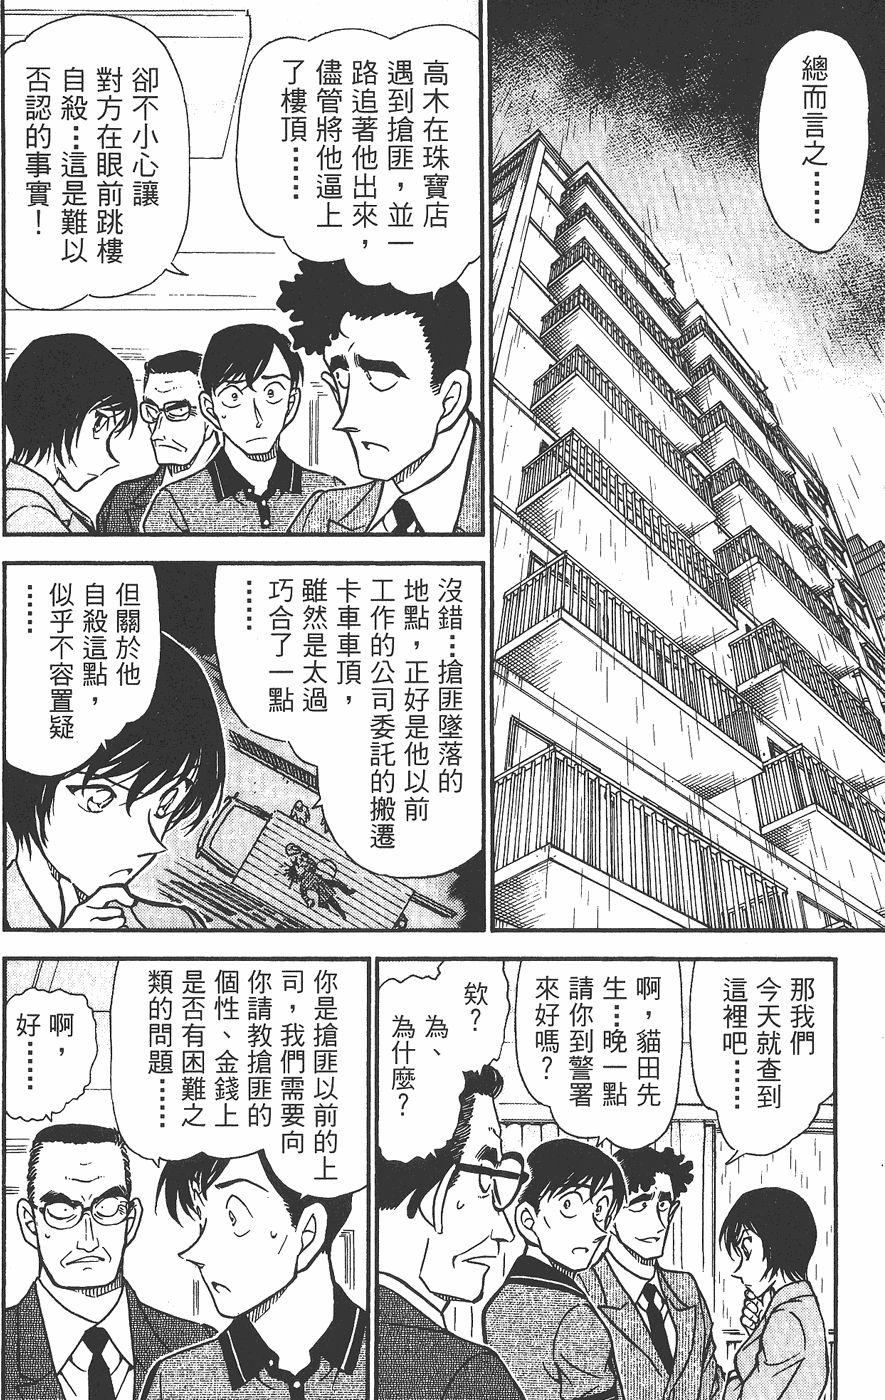 總而言之……
高木在珠寶店
遇到搶匪，並一
路追著他出來，
儘管將他逼上
了樓頂……
卻不小心讓
對方在眼前跳樓
自殺…這是難以
否認的事實！
沒錯…搶匪墜落的
地點，正好是他以前
工作的公司委託的搬遷
卡車車頂，
雖然是太過
巧合了一點
……
但關於他
自殺這點，
似乎不容置疑
……
那我們
今天就查到
這裡吧……
啊，貓田先
生…晚一點
請你到警署
來好嗎？
欸？
為、
為什麼？
你是搶匪以前的上
司，我們需要向
你請教搶匪的
個性、金錢上
是否有困難之
類的問題……
啊，
好……